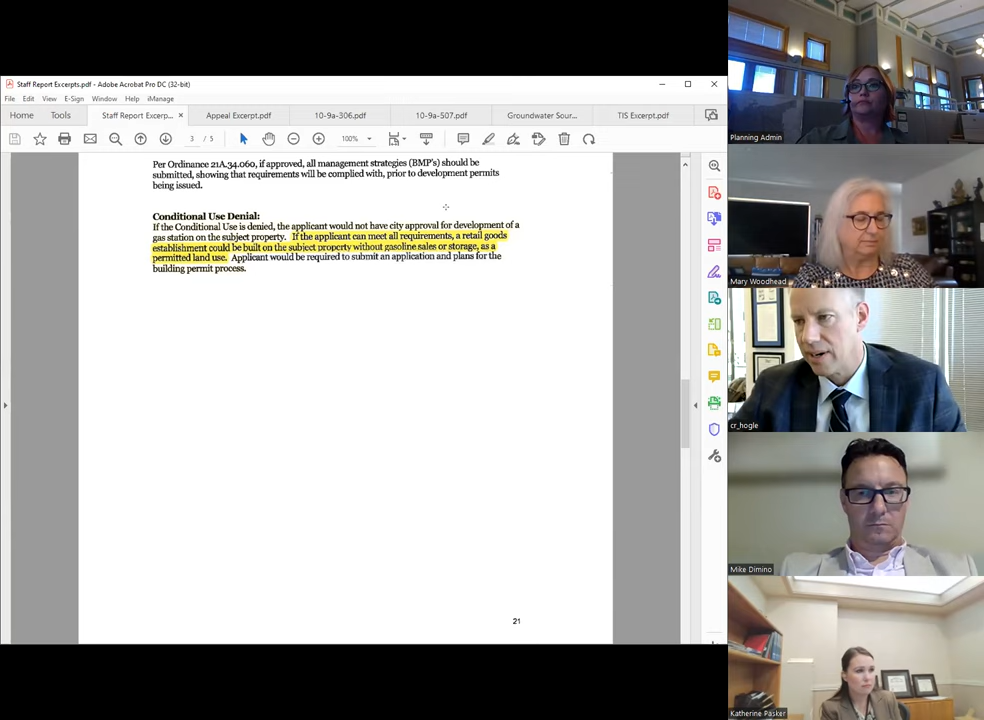 Staff Report Excerpts.pdf - Adobe Acrobat Pro DC (32-bit)
File Edit View E-Sign Window Help iManage
Home Tools Staff Report Excerp... × Appeal Excerpt.pdf 10-9a-306.pdf 10-9a-507.pdf Groundwater Sour... TIS Excerpt.pdf
3 / 5 100%
Per Ordinance 21A.34.060, if approved, all management strategies (BMP's) should be
submitted, showing that requirements will be complied with, prior to development permits
being issued.
Conditional Use Denial:
If the Conditional Use is denied, the applicant would not have city approval for development of a
gas station on the subject property. If the applicant can meet all requirements, a retail goods
establishment could be built on the subject property without gasoline sales or storage, as a
permitted land use. Applicant would be required to submit an application and plans for the
building permit process.
21
Planning Admin
Mary Woodhead
cr_hogle
Mike Dimino
Katherine Pasker